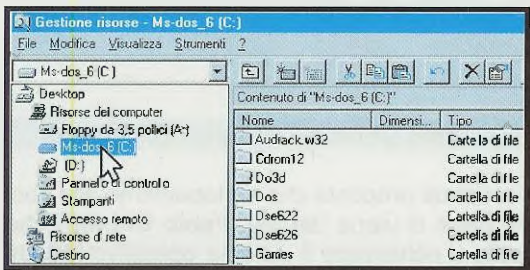 Gestione risorse - Ms-dos_6 (C:)
File Modifica Visualizza Strumenti ?
Ms-dos_6 (C:)
Desktop
Risorse del computer
Floppy da 3,5 pollici (A:)
Ms-dos_6 (C:)
(D:)
Pannello di controllo
Stampanti
Accesso remoto
Risorse di rete
Cestino
Contenuto di "Ms-dos_6 (C:)"
Nome Dimensi... Tipo
Audrack.w32 Cartella di file
Cdrom12 Cartella di file
Do3d Cartella di file
Dos Cartella di file
Dse622 Cartella di file
Dse626 Cartella di file
Games Cartella di file